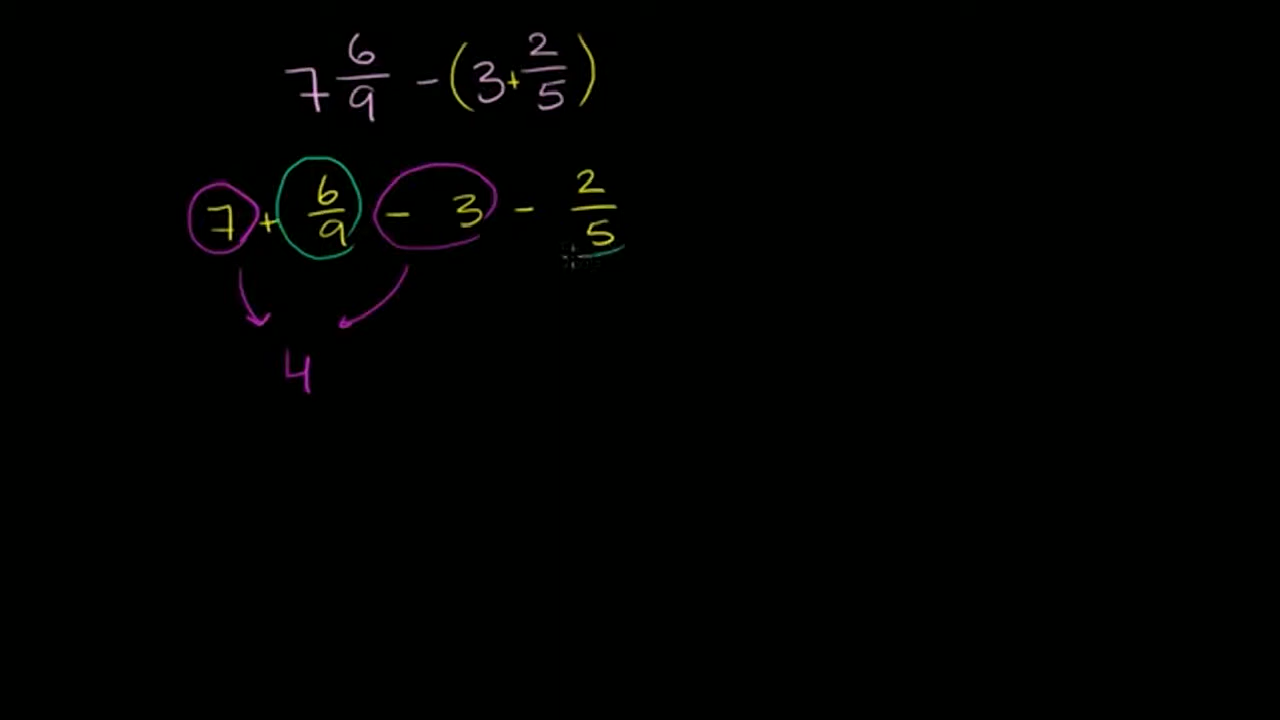 7 6/9 - (3 + 2/5)
7 + 6/9 - 3 - 2/5
4